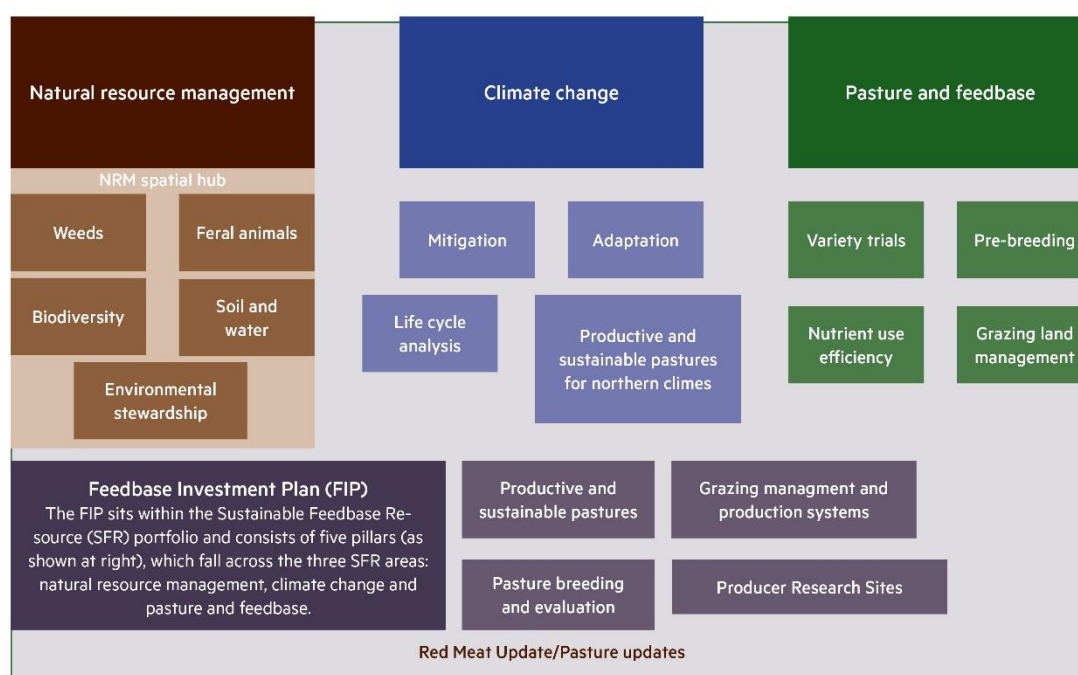 Natural resource management
Climate change
Pasture and feedbase
NRM spatial hub
Weeds
Feral animals
Biodiversity
Soil and
water
Environmental
stewardship
Mitigation
Adaptation
Life cycle
analysis
Productive and
sustainable pastures
for northern climes
Variety trials
Pre-breeding
Nutrient use
efficiency
Grazing land
management
Feedbase Investment Plan (FIP)
The FIP sits within the Sustainable Feedbase Re-
source (SFR) portfolio and consists of five pillars (as
shown at right), which fall across the three SFR areas:
natural resource management, climate change and
pasture and feedbase.
Productive and
sustainable pastures
Grazing managment and
production systems
Pasture breeding
and evaluation
Producer Research Sites
Red Meat Update/Pasture updates